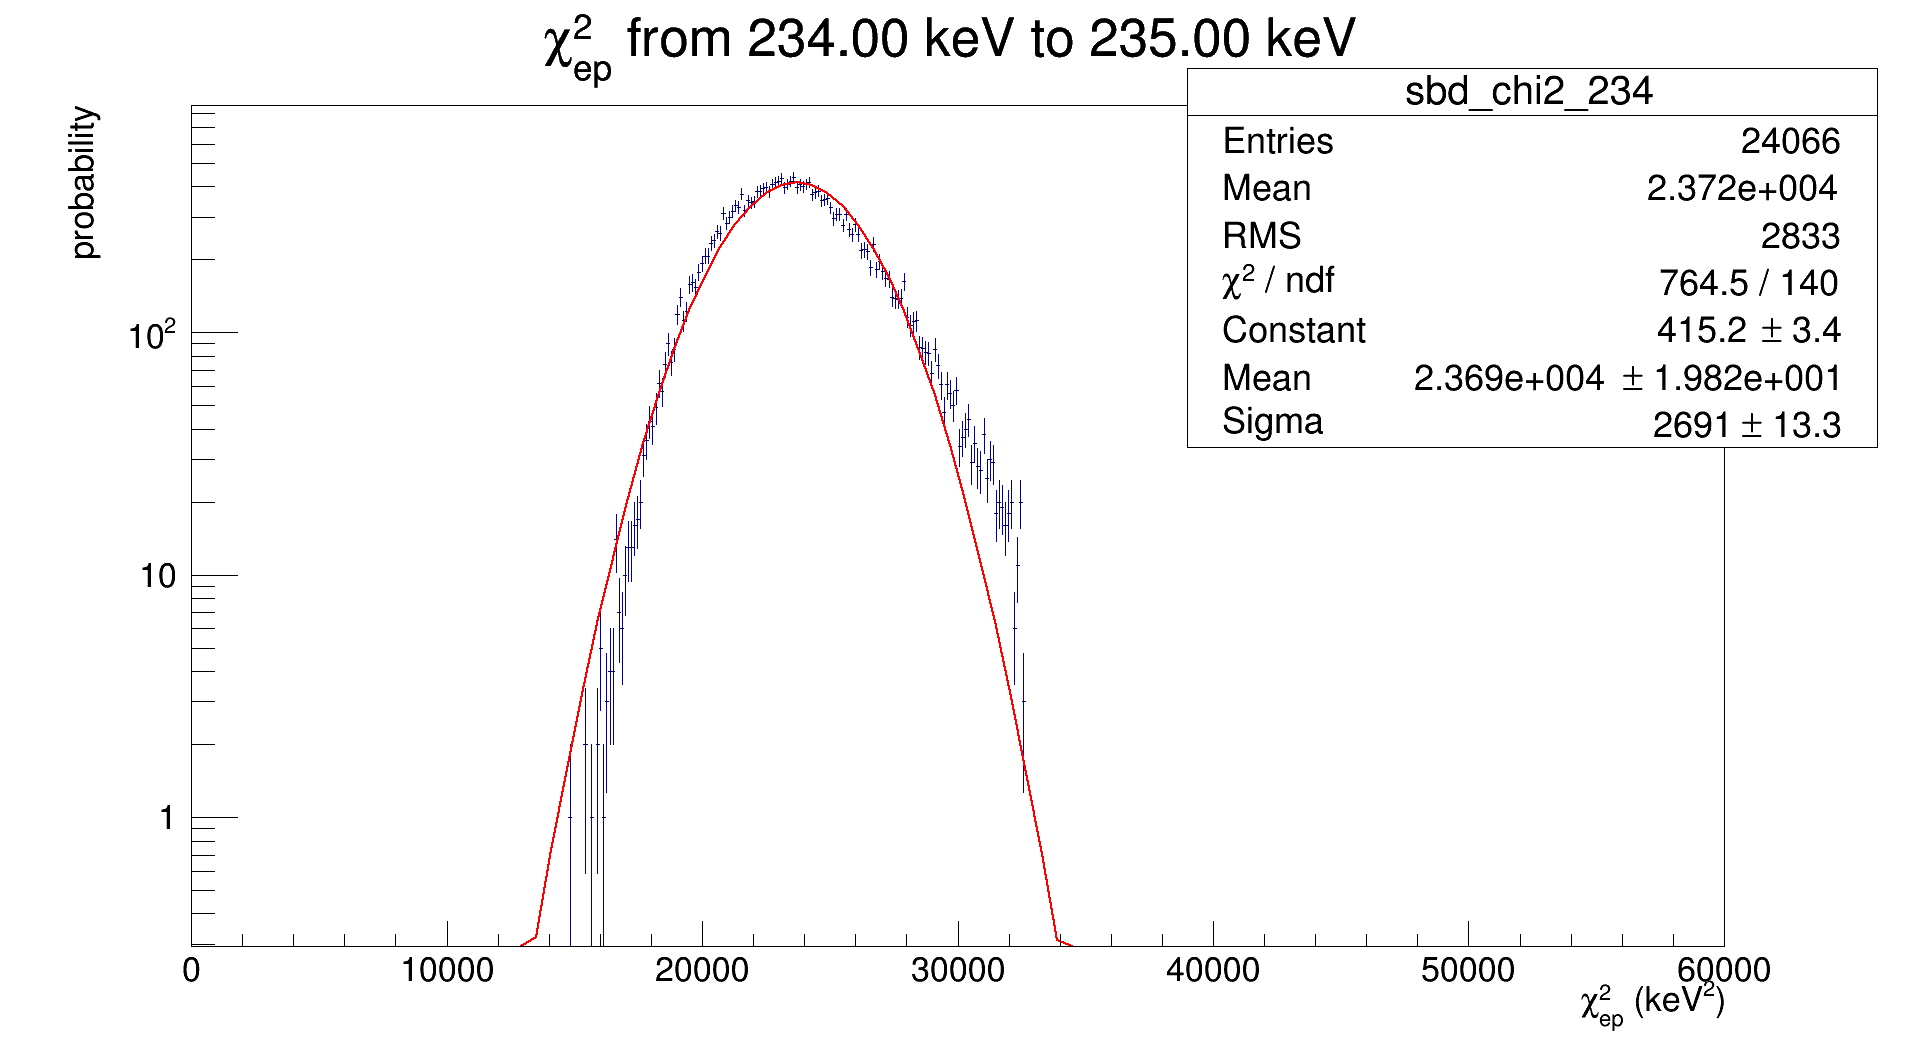 χ²ep from 234.00 keV to 235.00 keV
sbd_chi2_234
Entries 24066
Mean 2.372e+004
RMS 2833
χ² / ndf 764.5 / 140
Constant 415.2 ± 3.4
Mean 2.369e+004 ± 1.982e+001
Sigma 2691 ± 13.3
probability
10²
10
1
0 10000 20000 30000 40000 50000 60000
χ²ep (keV²)